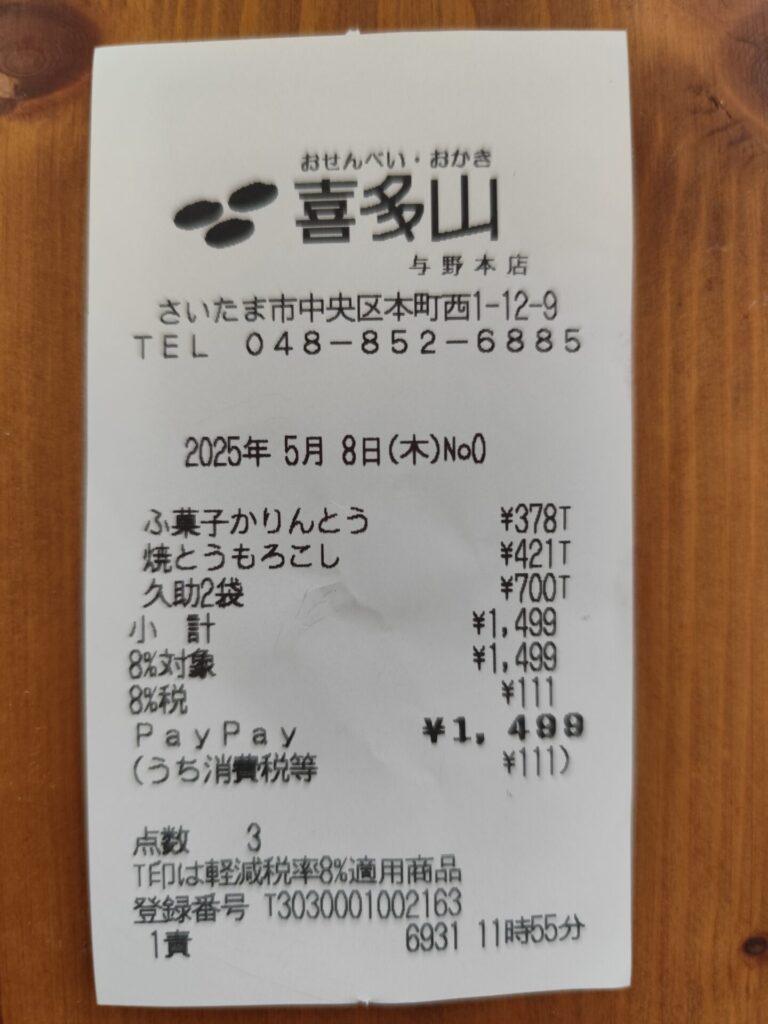 おせんべい・おかき
喜多山
与野本店
さいたま市中央区本町西1-12-9
TEL 048-852-6885
2025年 5月 8日(木)No0
ふ菓子かりんとう ¥378T
焼とうもろこし ¥421T
久助2袋 ¥700T
小 計 ¥1,499
8%対象 ¥1,499
8%税 ¥111
PayPay ¥1,499
(うち消費税等 ¥111)
点数 3
T印は軽減税率8%適用商品
登録番号 T3030001002163
1責 6931 11時55分